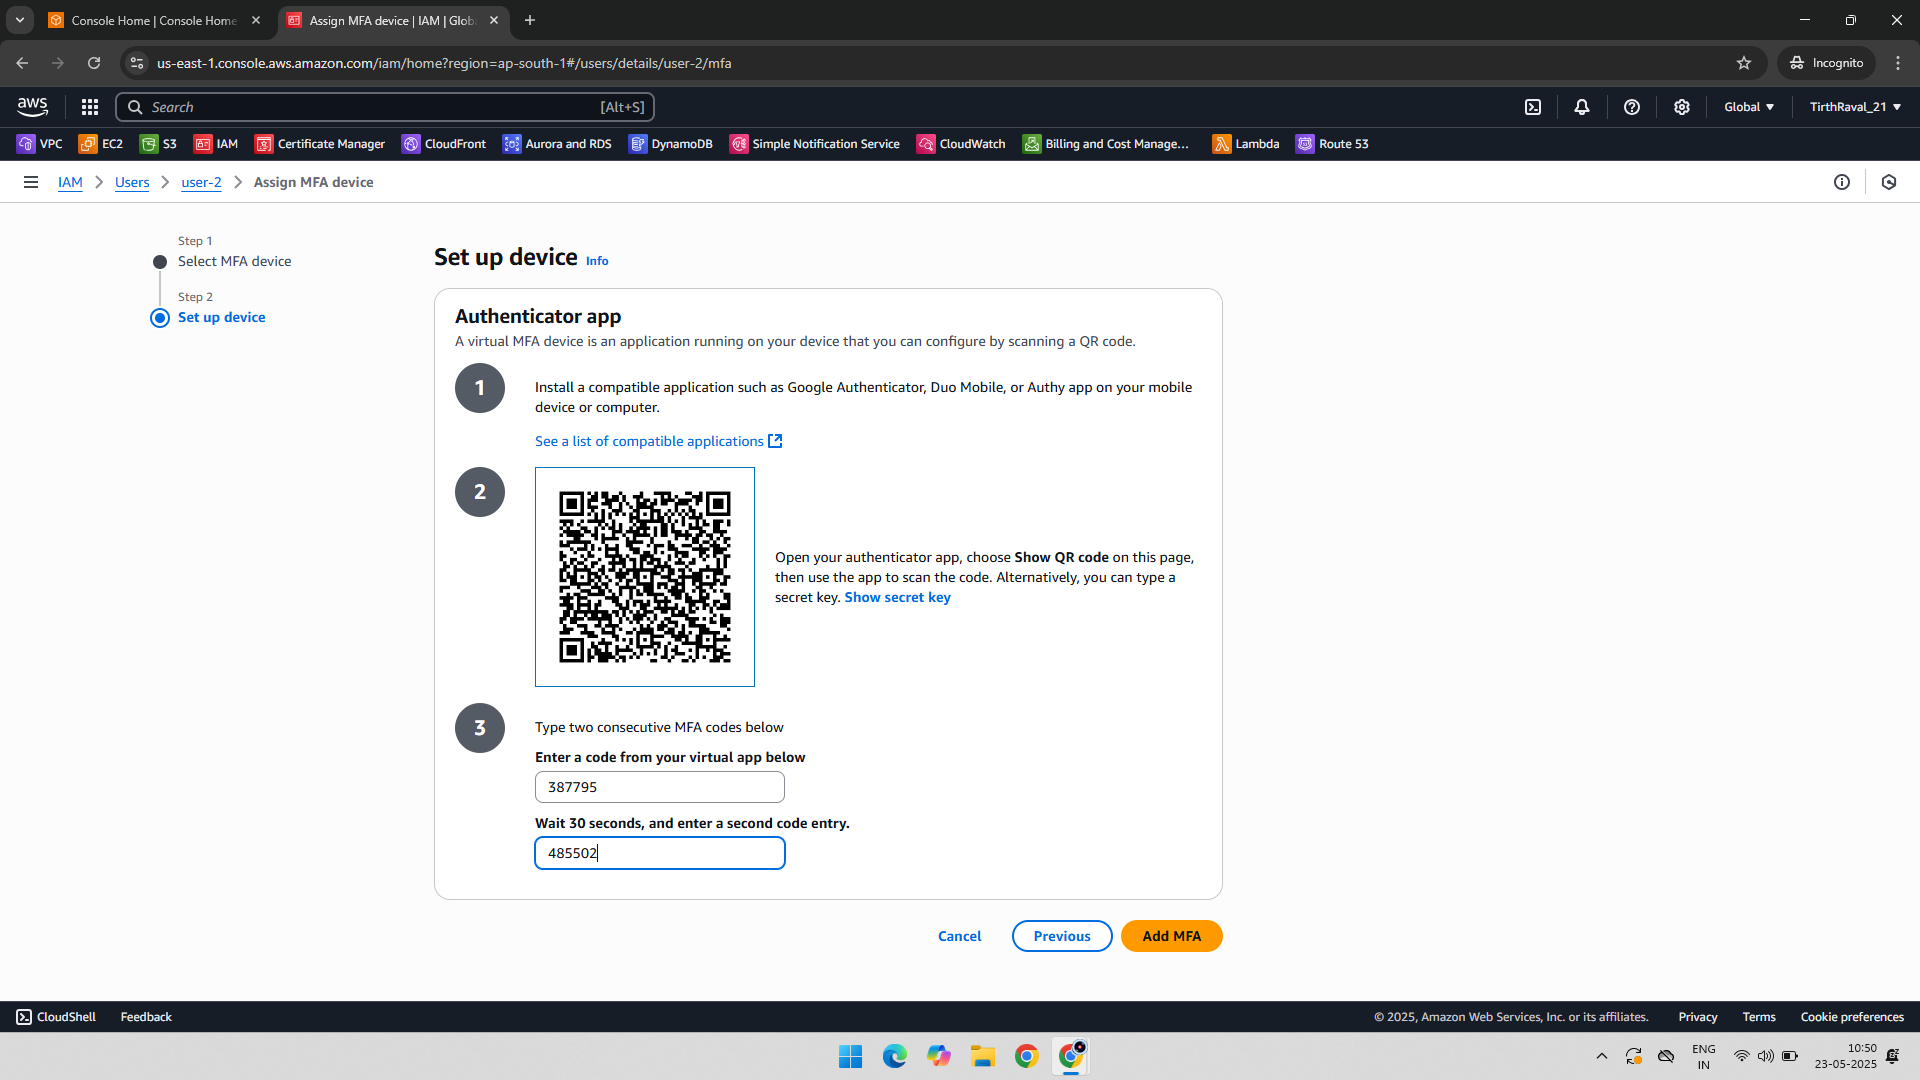 Console Home | Console Home
Assign MFA device | IAM | Glob
us-east-1.console.aws.amazon.com/iam/home?region=ap-south-1#/users/details/user-2/mfa
Incognito
aws
Search
[Alt+S]
Global
TirthRaval_21
VPC
EC2
S3
IAM
Certificate Manager
CloudFront
Aurora and RDS
DynamoDB
Simple Notification Service
CloudWatch
Billing and Cost Manage...
Lambda
Route 53
IAM
Users
user-2
Assign MFA device
Step 1
Select MFA device
Step 2
Set up device
Set up device Info
Authenticator app
A virtual MFA device is an application running on your device that you can configure by scanning a QR code.
1
Install a compatible application such as Google Authenticator, Duo Mobile, or Authy app on your mobile
device or computer.
See a list of compatible applications
2
Open your authenticator app, choose Show QR code on this page,
then use the app to scan the code. Alternatively, you can type a
secret key. Show secret key
3
Type two consecutive MFA codes below
Enter a code from your virtual app below
387795
Wait 30 seconds, and enter a second code entry.
485502
Cancel
Previous
Add MFA
CloudShell
Feedback
© 2025, Amazon Web Services, Inc. or its affiliates.
Privacy
Terms
Cookie preferences
ENG
IN
10:50
23-05-2025